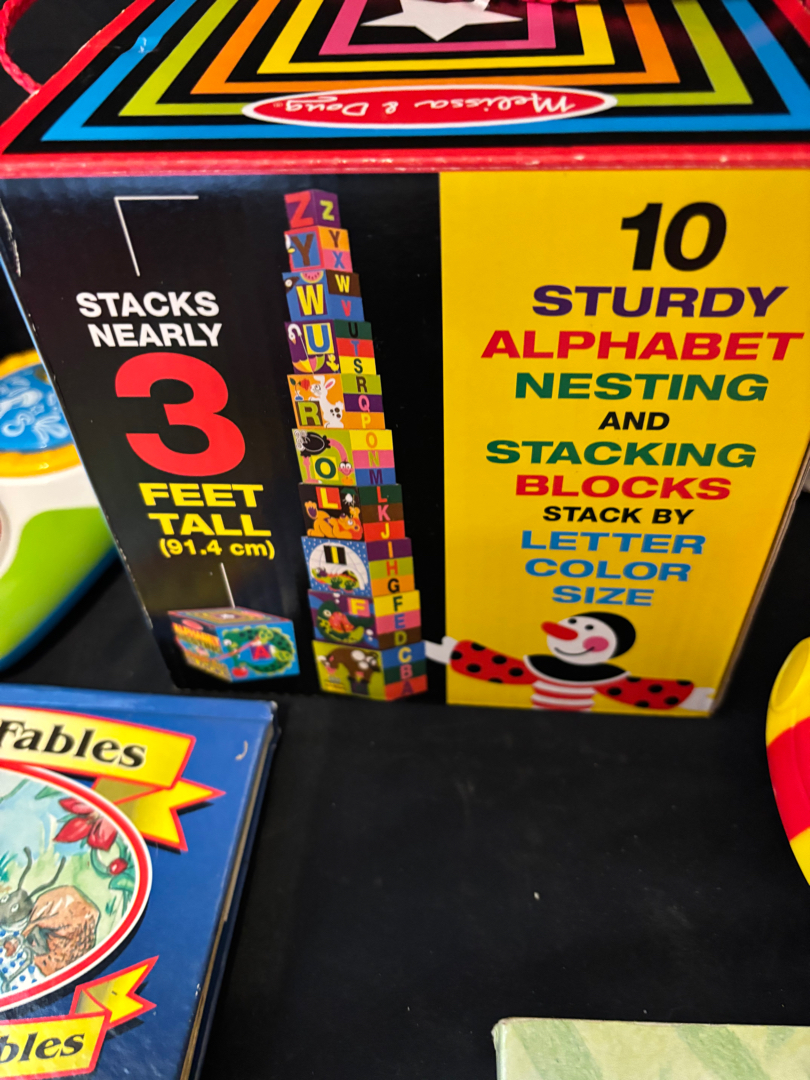 Melissa & Doug®
STACKS
NEARLY
3
FEET
TALL
(91.4 cm)
Z Z
Y Y
X
W W
V
U U
T
S
R R
Q
P
O O
N
M
L L
K
J
I I
H
G
F F
E
D
C
B
A
A
10
STURDY
ALPHABET
NESTING
AND
STACKING
BLOCKS
STACK BY
LETTER
COLOR
SIZE
Fables
bles